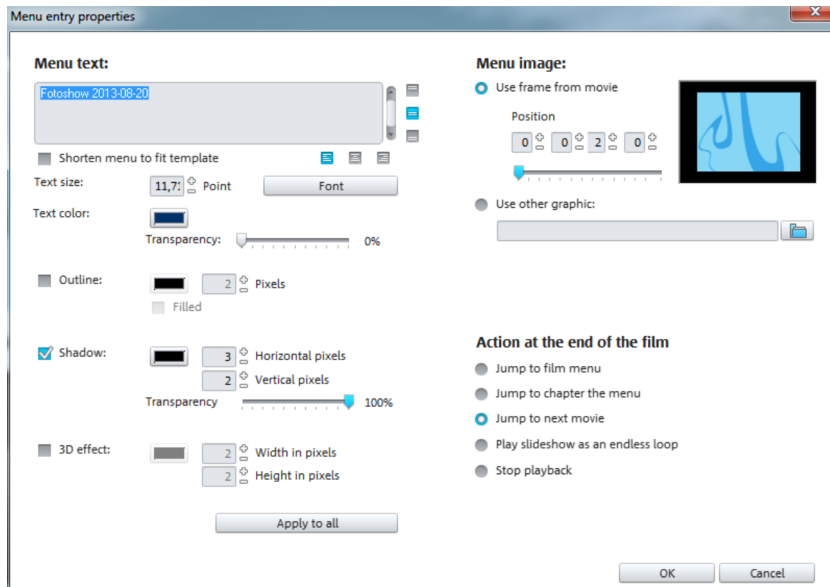 Menu entry properties
Menu text:
Fotoshow 2013-08-20
Shorten menu to fit template
Text size:
11,7
Point
Font
Text color:
Transparency:
0%
Outline:
2
Pixels
Filled
Shadow:
3
Horizontal pixels
2
Vertical pixels
Transparency
100%
3D effect:
2
Width in pixels
2
Height in pixels
Apply to all
Menu image:
Use frame from movie
Position
0 0 2 0
Use other graphic:
Action at the end of the film
Jump to film menu
Jump to chapter the menu
Jump to next movie
Play slideshow as an endless loop
Stop playback
OK
Cancel